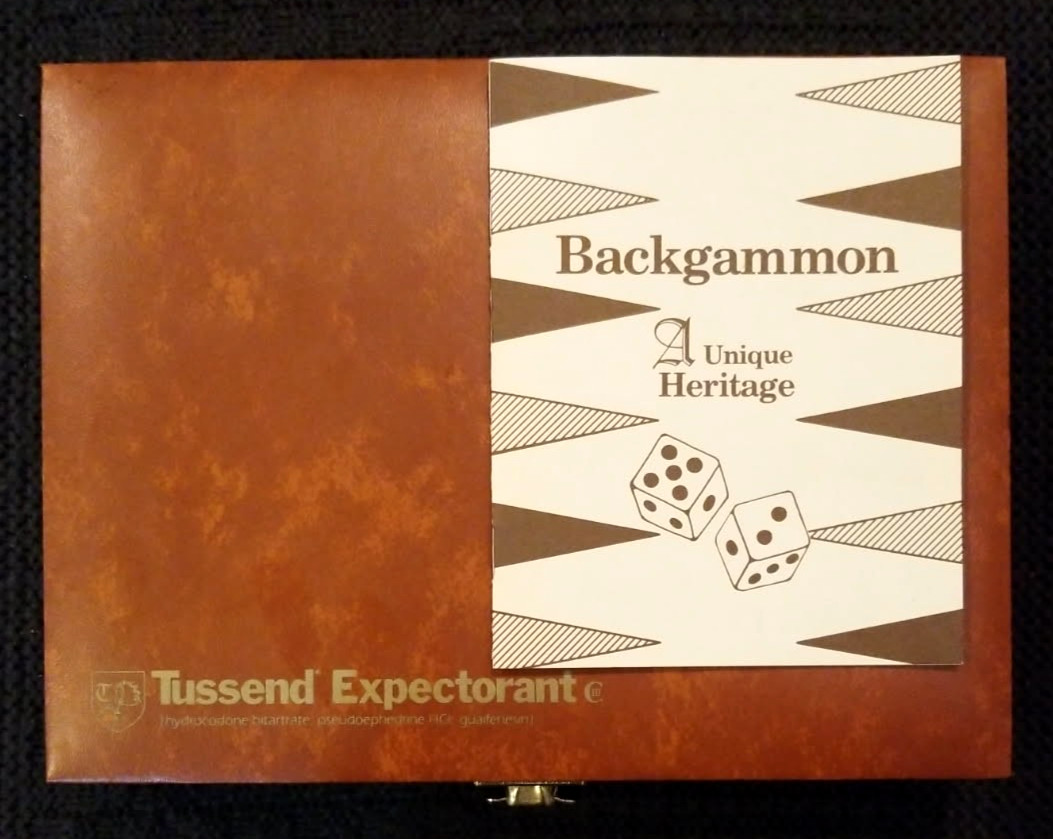 Backgammon
A Unique
Heritage
Tussend® Expectorant
(hydrocodone bitartrate, pseudoephedrine HCl, guaifenesin)